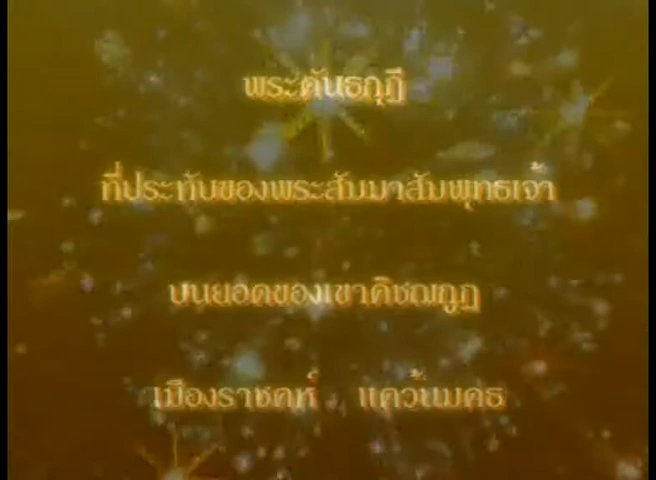 พระคันธกุฎี
ที่ประทับของพระสัมมาสัมพุทธเจ้า
บนยอดของเขาคิชฌกูฏ
เมืองราชคห์ แคว้นมคธ